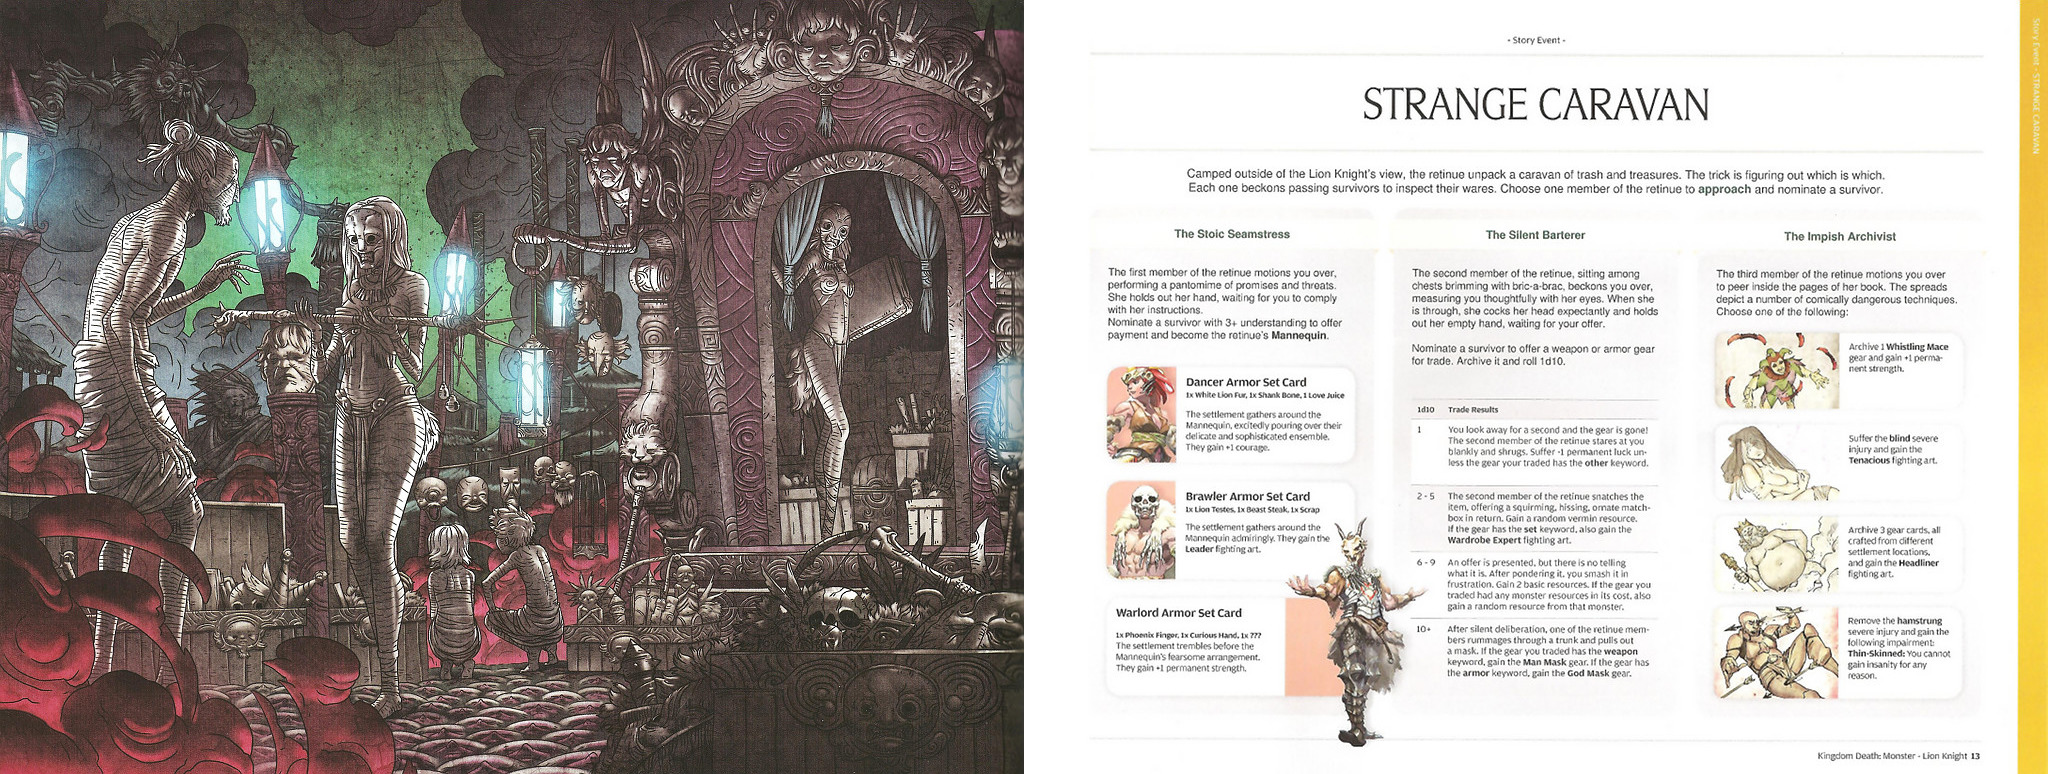 - Story Event -
STRANGE CARAVAN
Camped outside of the Lion Knight's view, the retinue unpack a caravan of trash and treasures. The trick is figuring out which is which.
Each one beckons passing survivors to inspect their wares. Choose one member of the retinue to approach and nominate a survivor.
The Stoic Seamstress
The first member of the retinue motions you over,
performing a pantomime of promises and threats.
She holds out her hand, waiting for you to comply
with her instructions.
Nominate a survivor with 3+ understanding to offer
payment and become the retinue's Mannequin.
Dancer Armor Set Card
1x White Lion Fur, 1x Shank Bone, 1 Love Juice
The settlement gathers around the
Mannequin, excitedly pouring over their
delicate and sophisticated ensemble.
They gain +1 courage.
Brawler Armor Set Card
1x Lion Testes, 1x Beast Steak, 1x Scrap
The settlement gathers around the
Mannequin admiringly. They gain the
Leader fighting art.
Warlord Armor Set Card
1x Phoenix Finger, 1x Curious Hand, 1x ???
The settlement trembles before the
Mannequin's fearsome arrangement.
They gain +1 permanent strength.
The Silent Barterer
The second member of the retinue, sitting among
chests brimming with bric-a-brac, beckons you over,
measuring you thoughtfully with her eyes. When she
is through, she cocks her head expectantly and holds
out her empty hand, waiting for your offer.
Nominate a survivor to offer a weapon or armor gear
for trade. Archive it and roll 1d10.
1d10 Trade Results
1 You look away for a second and the gear is gone!
The second member of the retinue stares at you
blankly and shrugs. Suffer -1 permanent luck un-
less the gear your traded has the other keyword.
2 - 5 The second member of the retinue snatches the
item, offering a squirming, hissing, ornate match-
box in return. Gain a random vermin resource.
If the gear has the set keyword, also gain the
Wardrobe Expert fighting art.
6 - 9 An offer is presented, but there is no telling
what it is. After pondering it, you smash it in
frustration. Gain 2 basic resources. If the gear you
traded had any monster resources in its cost, also
gain a random resource from that monster.
10+ After silent deliberation, one of the retinue mem-
bers rummages through a trunk and pulls out
a mask. If the gear you traded has the weapon
keyword, gain the Man Mask gear. If the gear has
the armor keyword, gain the God Mask gear.
The Impish Archivist
The third member of the retinue motions you over
to peer inside the pages of her book. The spreads
depict a number of comically dangerous techniques.
Choose one of the following:
Archive 1 Whistling Mace
gear and gain +1 perma-
nent strength.
Suffer the blind severe
injury and gain the
Tenacious fighting art.
Archive 3 gear cards, all
crafted from different
settlement locations,
and gain the Headliner
fighting art.
Remove the hamstrung
severe injury and gain the
following impairment:
Thin-Skinned: You cannot
gain insanity for any
reason.
Kingdom Death: Monster - Lion Knight 13
Story Event - STRANGE CARAVAN